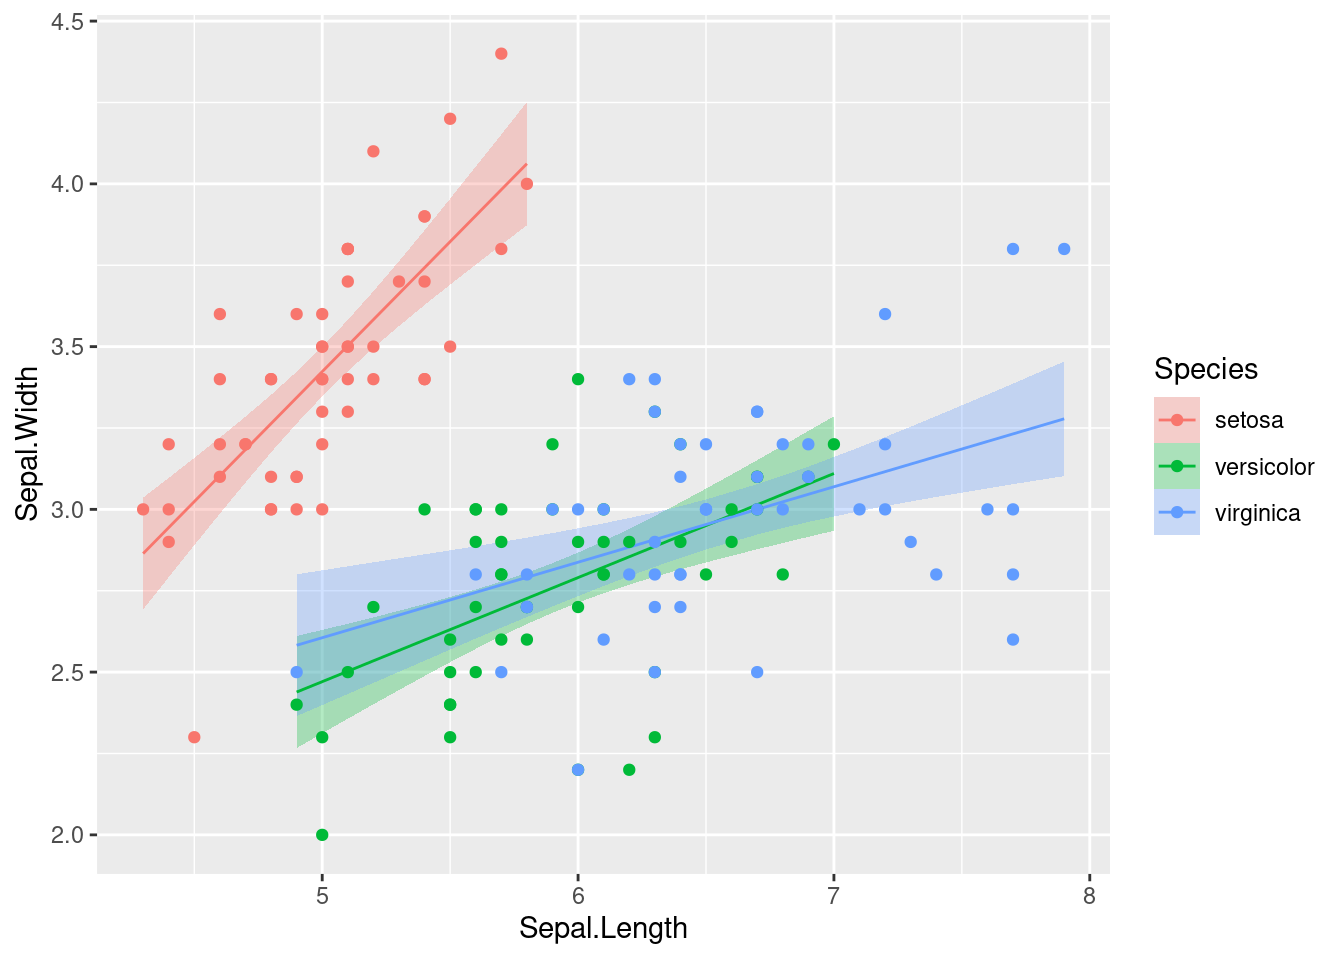 4.5
4.0
3.5
3.0
2.5
2.0
Sepal.Width
5 6 7 8
Sepal.Length
Species
setosa
versicolor
virginica